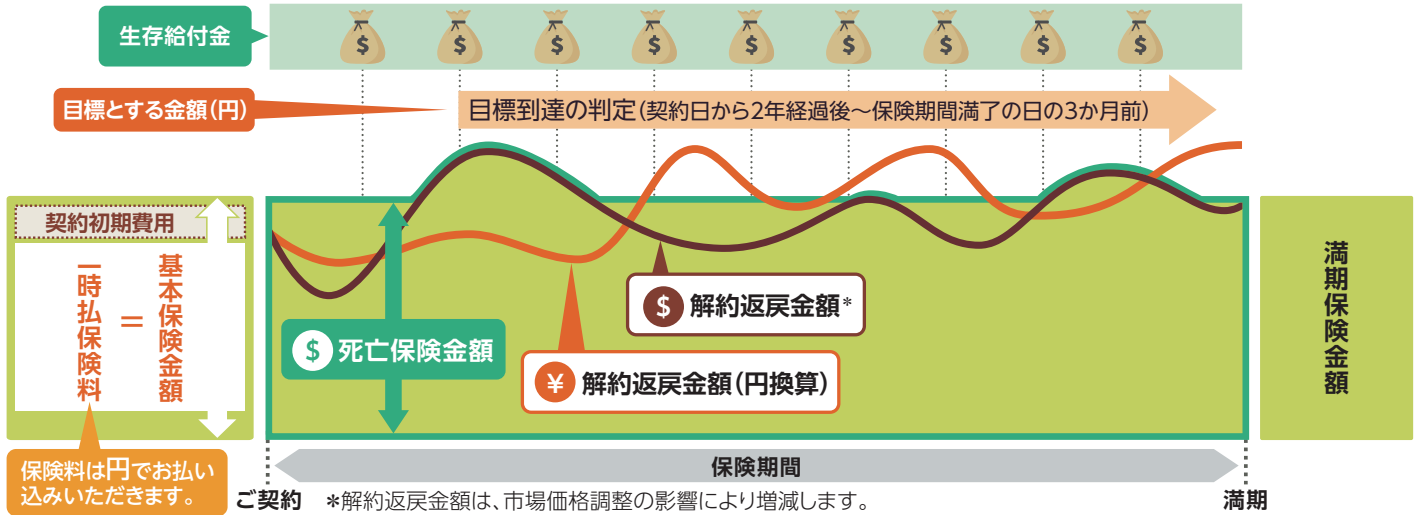 生存給付金
$ $ $ $ $ $ $ $ $
目標とする金額(円)
目標到達の判定(契約日から2年経過後～保険期間満了の日の3か月前)
契約初期費用
一時払保険料
=
基本保険金額
保険料は円でお払い
込みいただきます。
$ 死亡保険金額
$ 解約返戻金額*
¥ 解約返戻金額(円換算)
満期保険金額
保険期間
ご契約
*解約返戻金額は、市場価格調整の影響により増減します。
満期